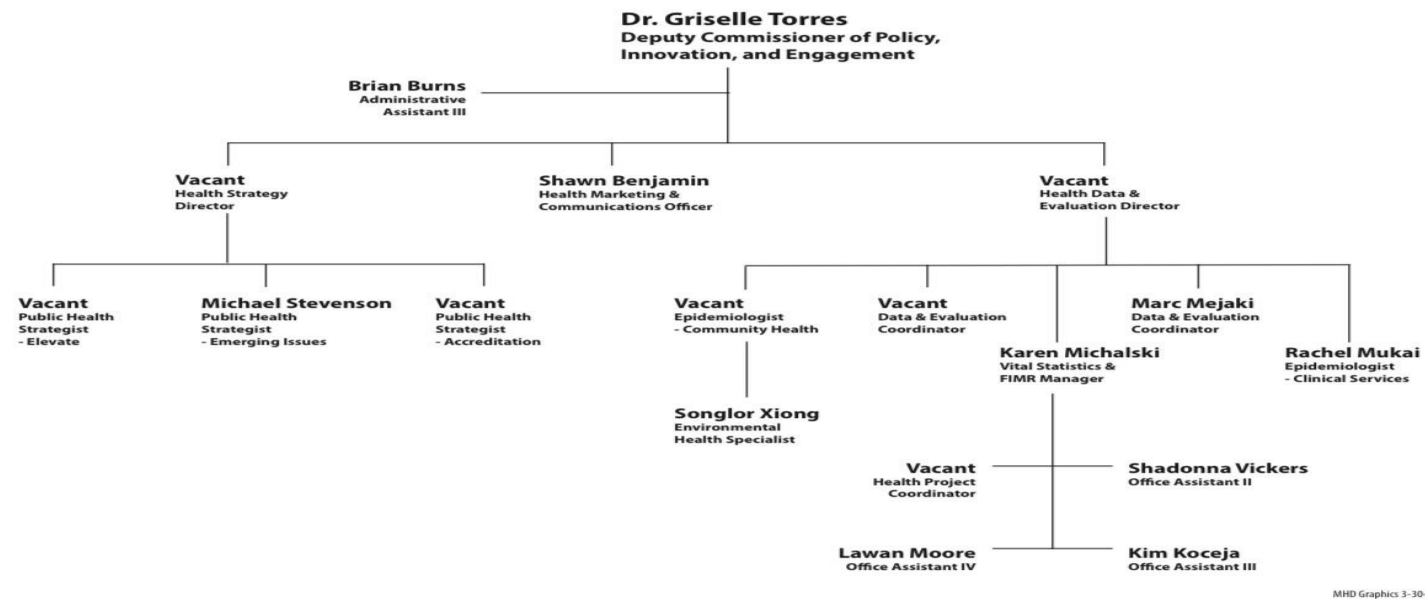 Dr. Griselle Torres
Deputy Commissioner of Policy,
Innovation, and Engagement
Brian Burns
Administrative
Assistant III
Vacant
Health Strategy
Director
Shawn Benjamin
Health Marketing &
Communications Officer
Vacant
Health Data &
Evaluation Director
Vacant
Public Health
Strategist
- Elevate
Michael Stevenson
Public Health
Strategist
- Emerging Issues
Vacant
Public Health
Strategist
- Accreditation
Vacant
Epidemiologist
- Community Health
Vacant
Data & Evaluation
Coordinator
Marc Mejaki
Data & Evaluation
Coordinator
Karen Michalski
Vital Statistics &
FIMR Manager
Rachel Mukai
Epidemiologist
- Clinical Services
Songlor Xiong
Environmental
Health Specialist
Vacant
Health Project
Coordinator
Shadonna Vickers
Office Assistant II
Lawan Moore
Office Assistant IV
Kim Koceja
Office Assistant III
MHD Graphics 3-30-